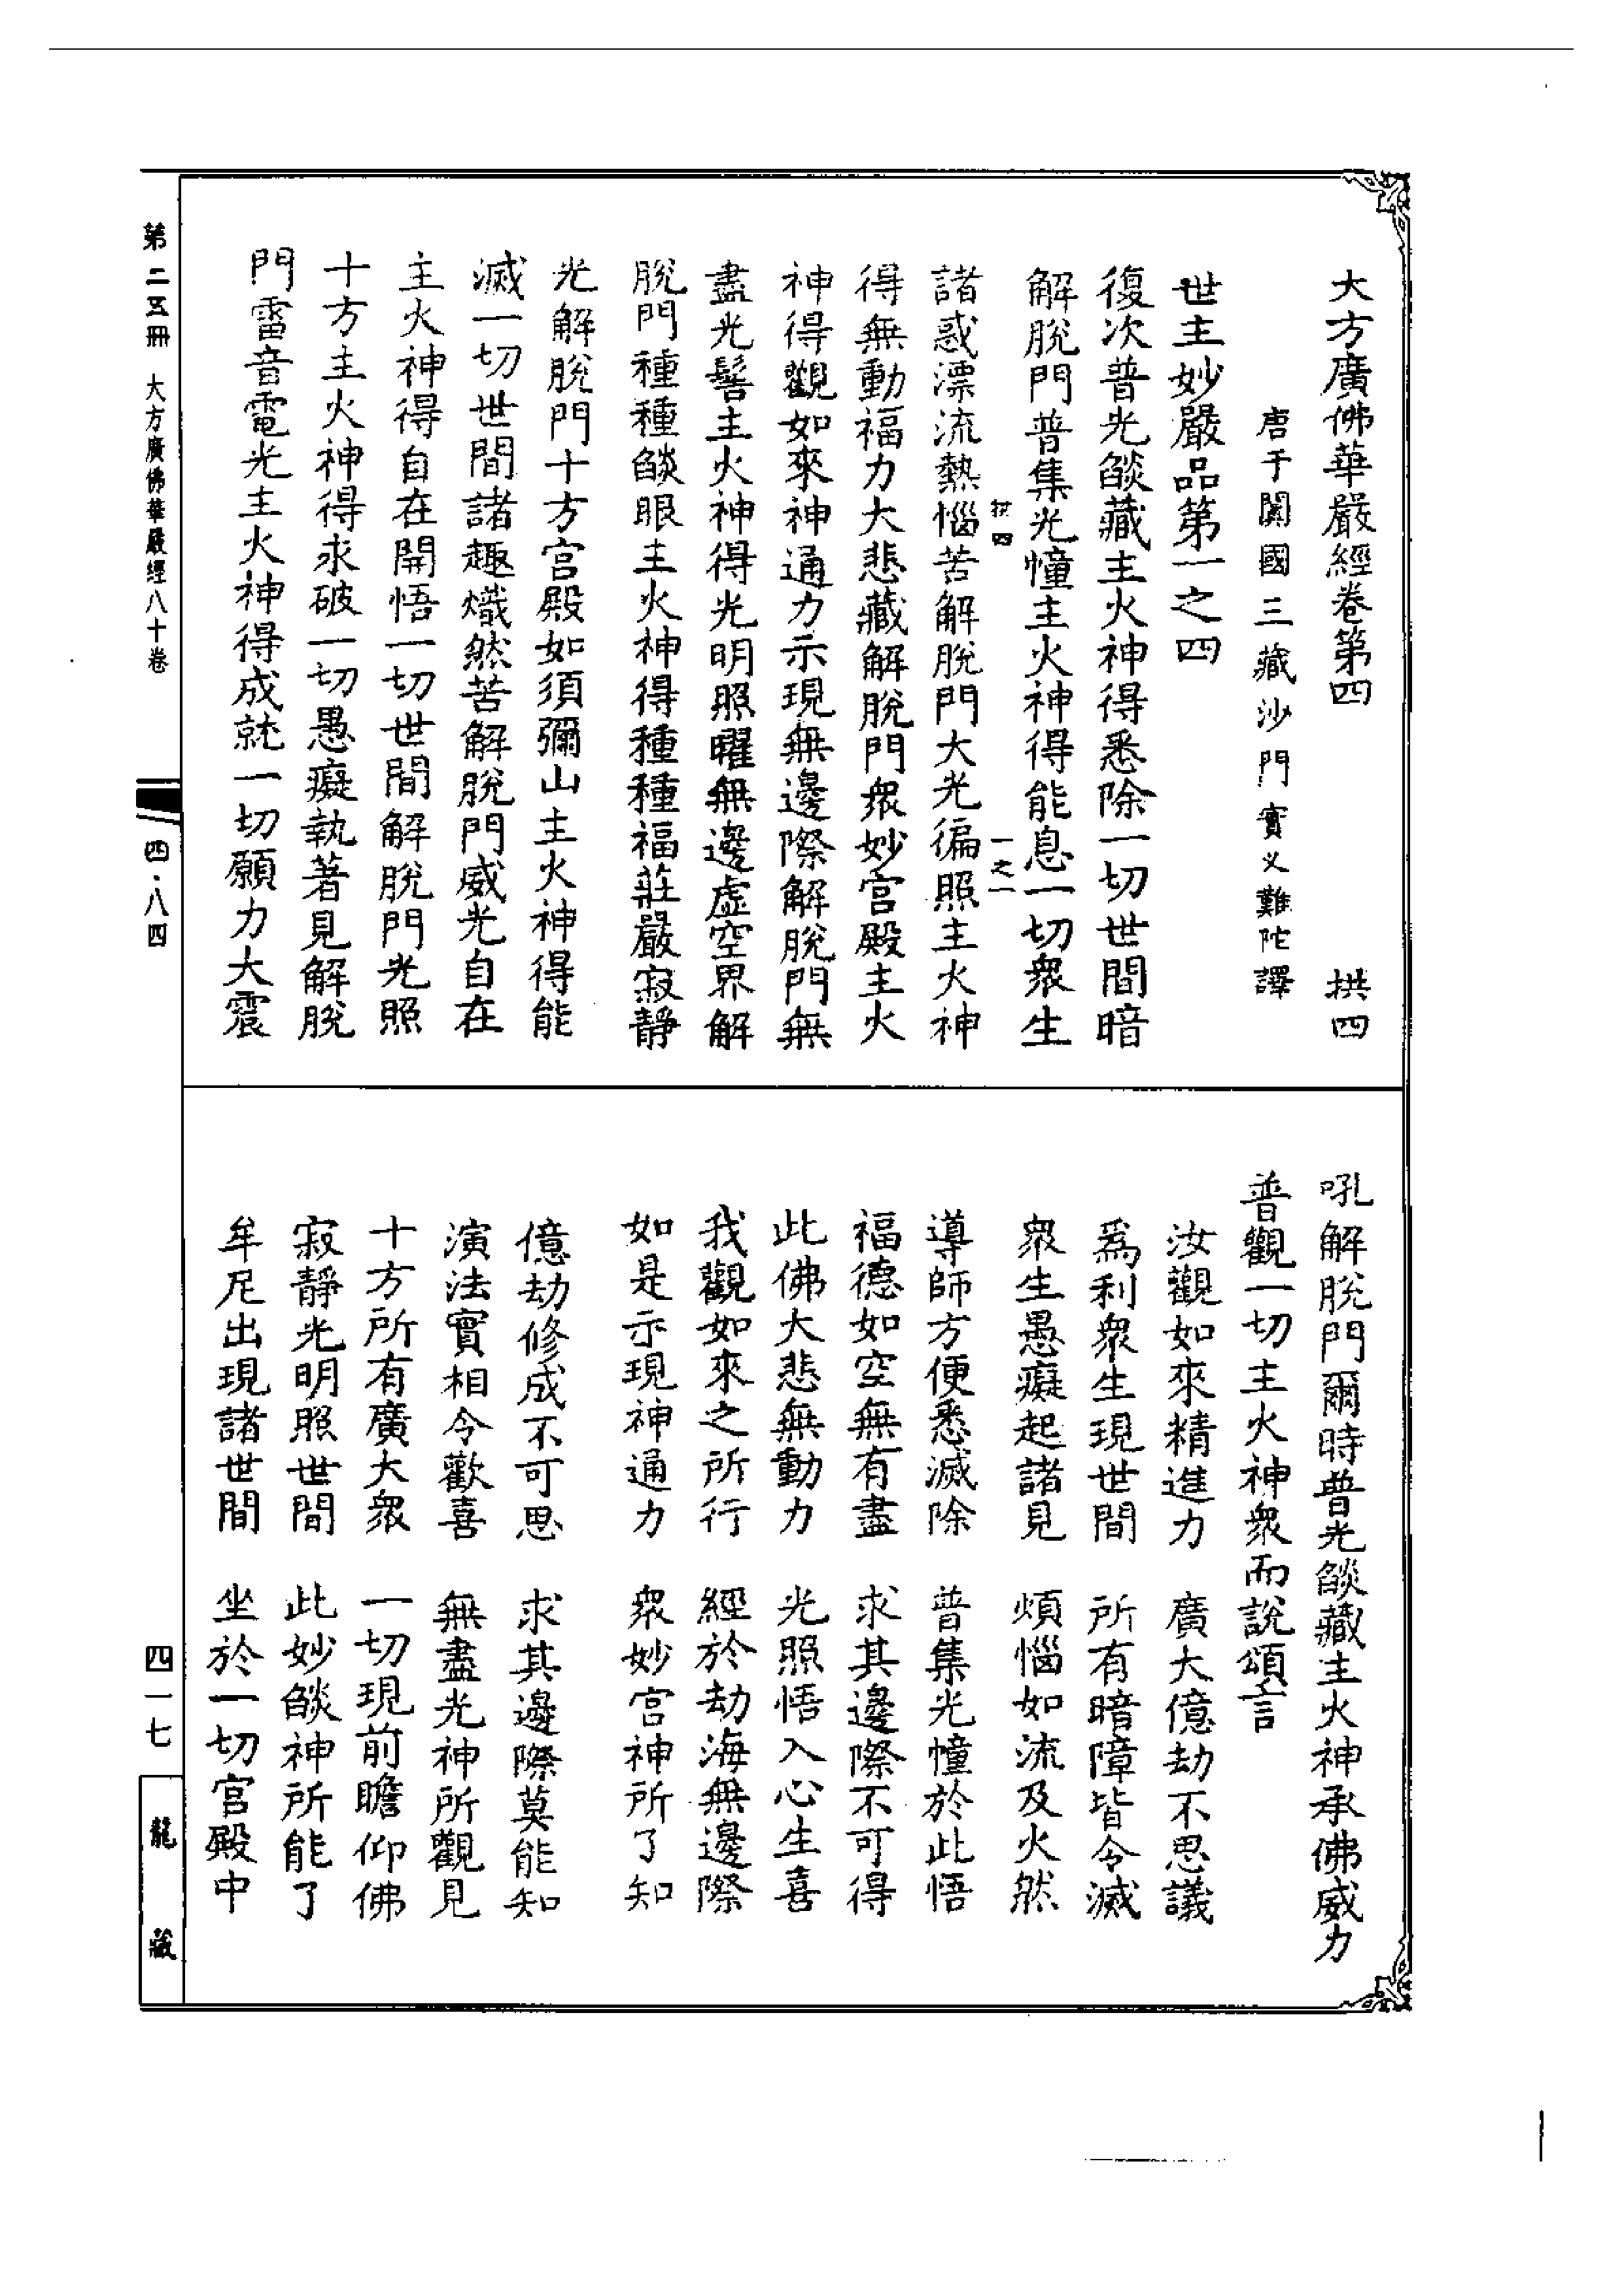 大方廣佛華嚴經卷第四 拱四
唐于闐國三藏沙門實叉難陀譯
世主妙嚴品第一之四
復次普光燄藏主火神得悉除一切世間暗
解脫門普集光幢主火神得能息一切衆生
拱四 一之一
諸惑漂流熱惱苦解脫門大光徧照主火神
得無動福力大悲藏解脫門衆妙宫殿主火
神得觀如來神通力示現無邊際解脫門無
盡光髻主火神得光明照曜無邊虛空界解
脫門種種燄眼主火神得種種福莊嚴寂靜
光解脫門十方宫殿如須彌山主火神得能
滅一切世間諸趣熾然苦解脫門威光自在
主火神得自在開悟一切世間解脫門光照
十方主火神得求破一切愚癡執著見解脫
門雷音電光主火神得成就一切願力大震
吼解脫門爾時普光燄藏主火神承佛威力
普觀一切主火神衆而說頌言
汝觀如來精進力 廣大億劫不思議
爲利衆生現世間 所有暗障皆令滅
衆生愚癡起諸見 煩惱如流及火然
導師方便悉滅除 普集光幢於此悟
福德如空無有盡 求其邊際不可得
此佛大悲無動力 光照悟入心生喜
我觀如來之所行 經於劫海無邊際
如是示現神通力 衆妙宫神所了知
億劫修成不可思 求其邊際莫能知
演法實相令歡喜 無盡光神所觀見
十方所有廣大衆 一切現前瞻仰佛
寂靜光明照世間 此妙燄神所能了
牟尼出現諸世間 坐於一切宫殿中
第二五冊 大方廣佛華嚴經八十卷 四·八四
四一七
龍藏